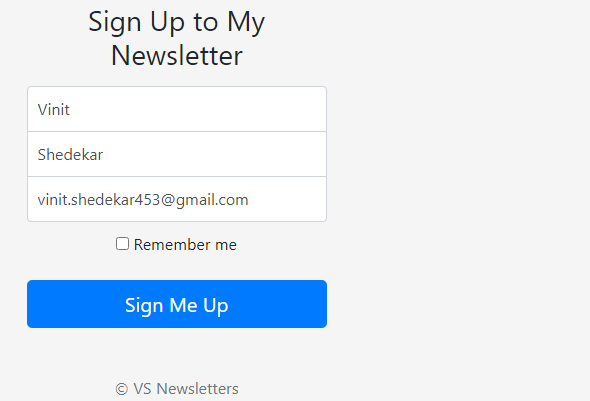 Sign Up to My
Newsletter
Vinit
Shedekar
vinit.shedekar453@gmail.com
Remember me
Sign Me Up
© VS Newsletters